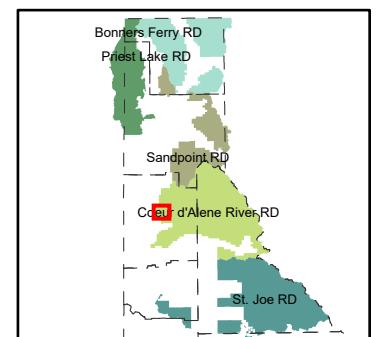 Bonners Ferry RD
Priest Lake RD
Sandpoint RD
Coeur d'Alene River RD
St. Joe RD